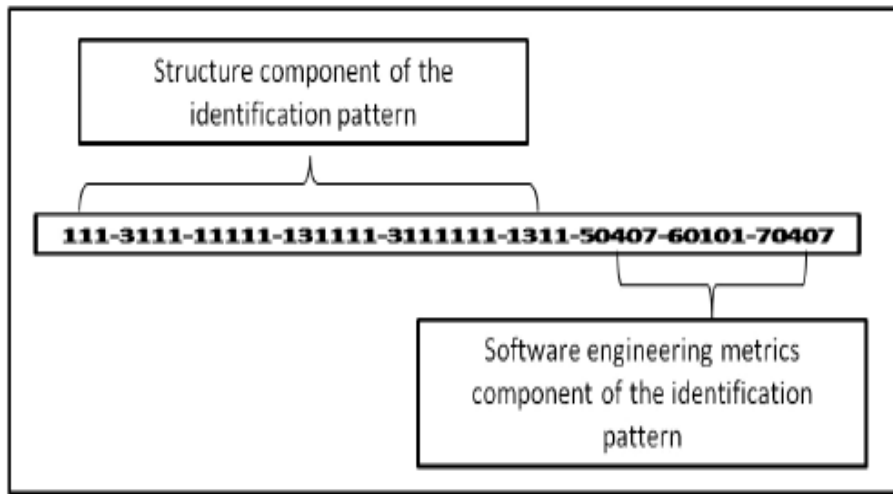 Structure component of the
identification pattern
111-3111-11111-131111-3111111-1311-50407-60101-70407
Software engineering metrics
component of the identification
pattern